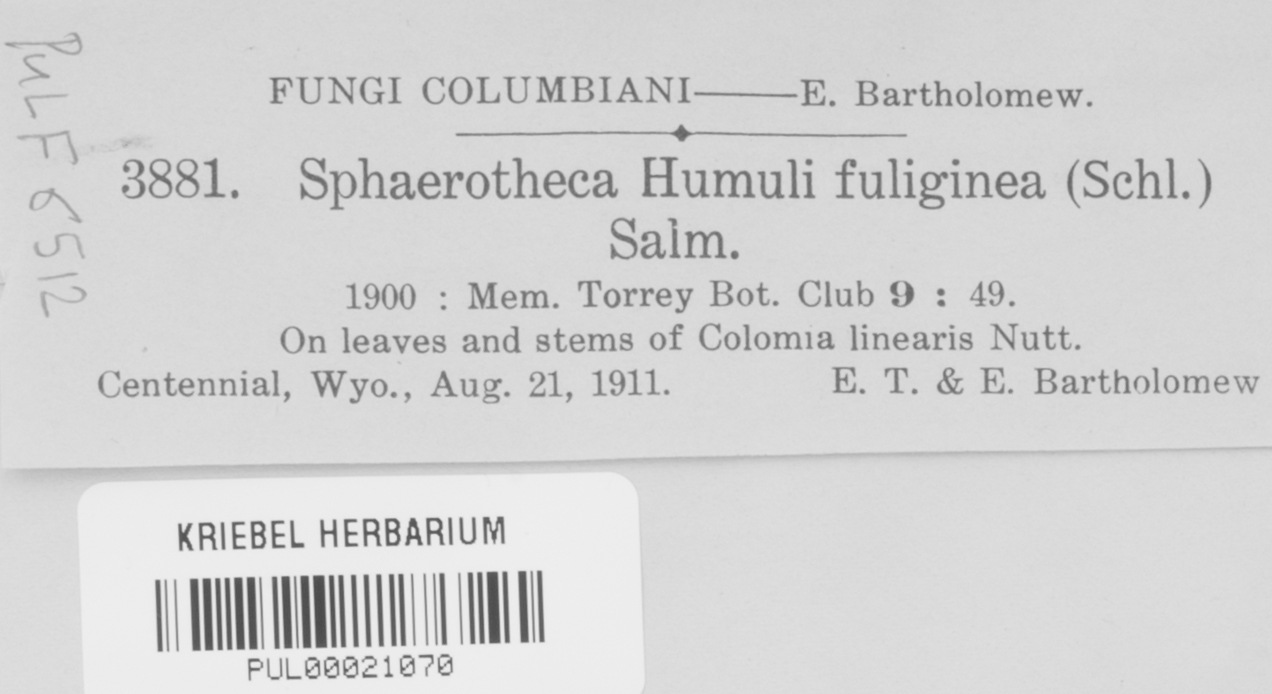 PUL F 6512
FUNGI COLUMBIANI——E. Bartholomew.
3881. Sphaerotheca Humuli fuliginea (Schl.)
Salm.
1900 : Mem. Torrey Bot. Club 9 : 49.
On leaves and stems of Colomia linearis Nutt.
Centennial, Wyo., Aug. 21, 1911. E. T. & E. Bartholomew
KRIEBEL HERBARIUM
PUL00021070